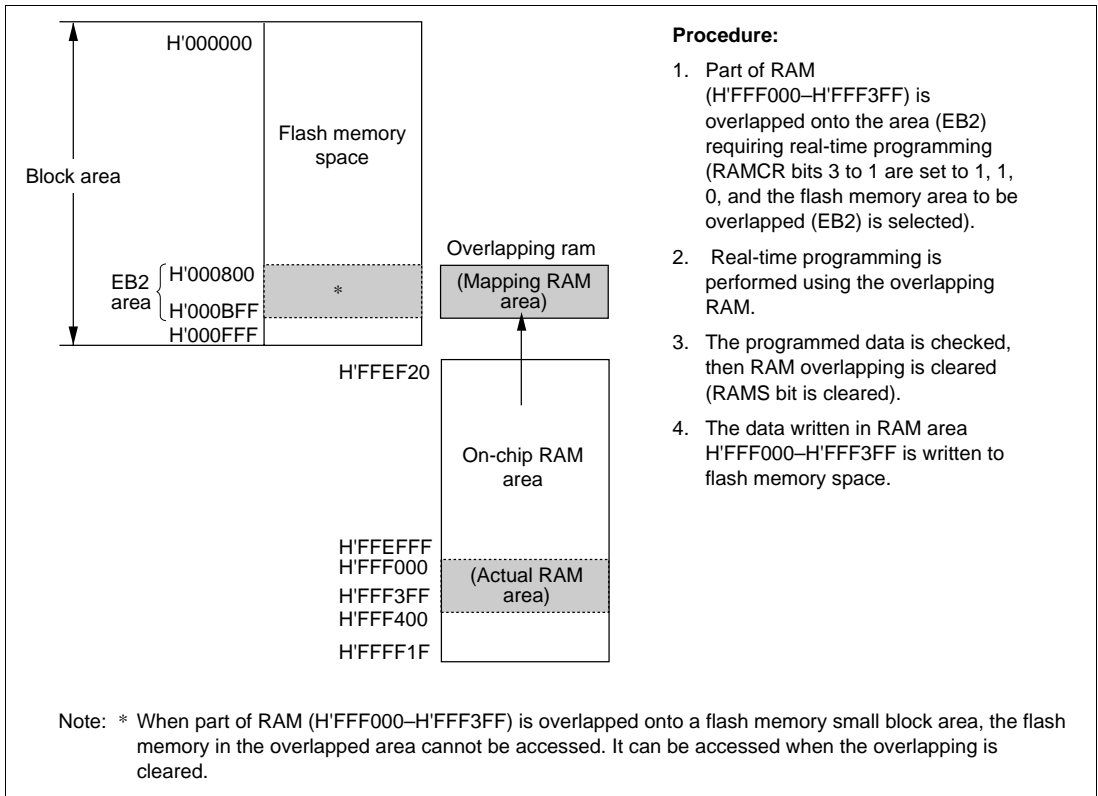 H'000000
Flash memory
space
Block area
EB2
area
H'000800
H'000BFF
H'000FFF
*
Overlapping ram
(Mapping RAM
area)
H'FFEF20
On-chip RAM
area
H'FFEFFF
H'FFF000
H'FFF3FF
H'FFF400
H'FFFF1F
(Actual RAM
area)
Procedure:
1. Part of RAM
(H'FFF000–H'FFF3FF) is
overlapped onto the area (EB2)
requiring real-time programming
(RAMCR bits 3 to 1 are set to 1, 1,
0, and the flash memory area to be
overlapped (EB2) is selected).
2. Real-time programming is
performed using the overlapping
RAM.
3. The programmed data is checked,
then RAM overlapping is cleared
(RAMS bit is cleared).
4. The data written in RAM area
H'FFF000–H'FFF3FF is written to
flash memory space.
Note: * When part of RAM (H'FFF000–H'FFF3FF) is overlapped onto a flash memory small block area, the flash
memory in the overlapped area cannot be accessed. It can be accessed when the overlapping is
cleared.